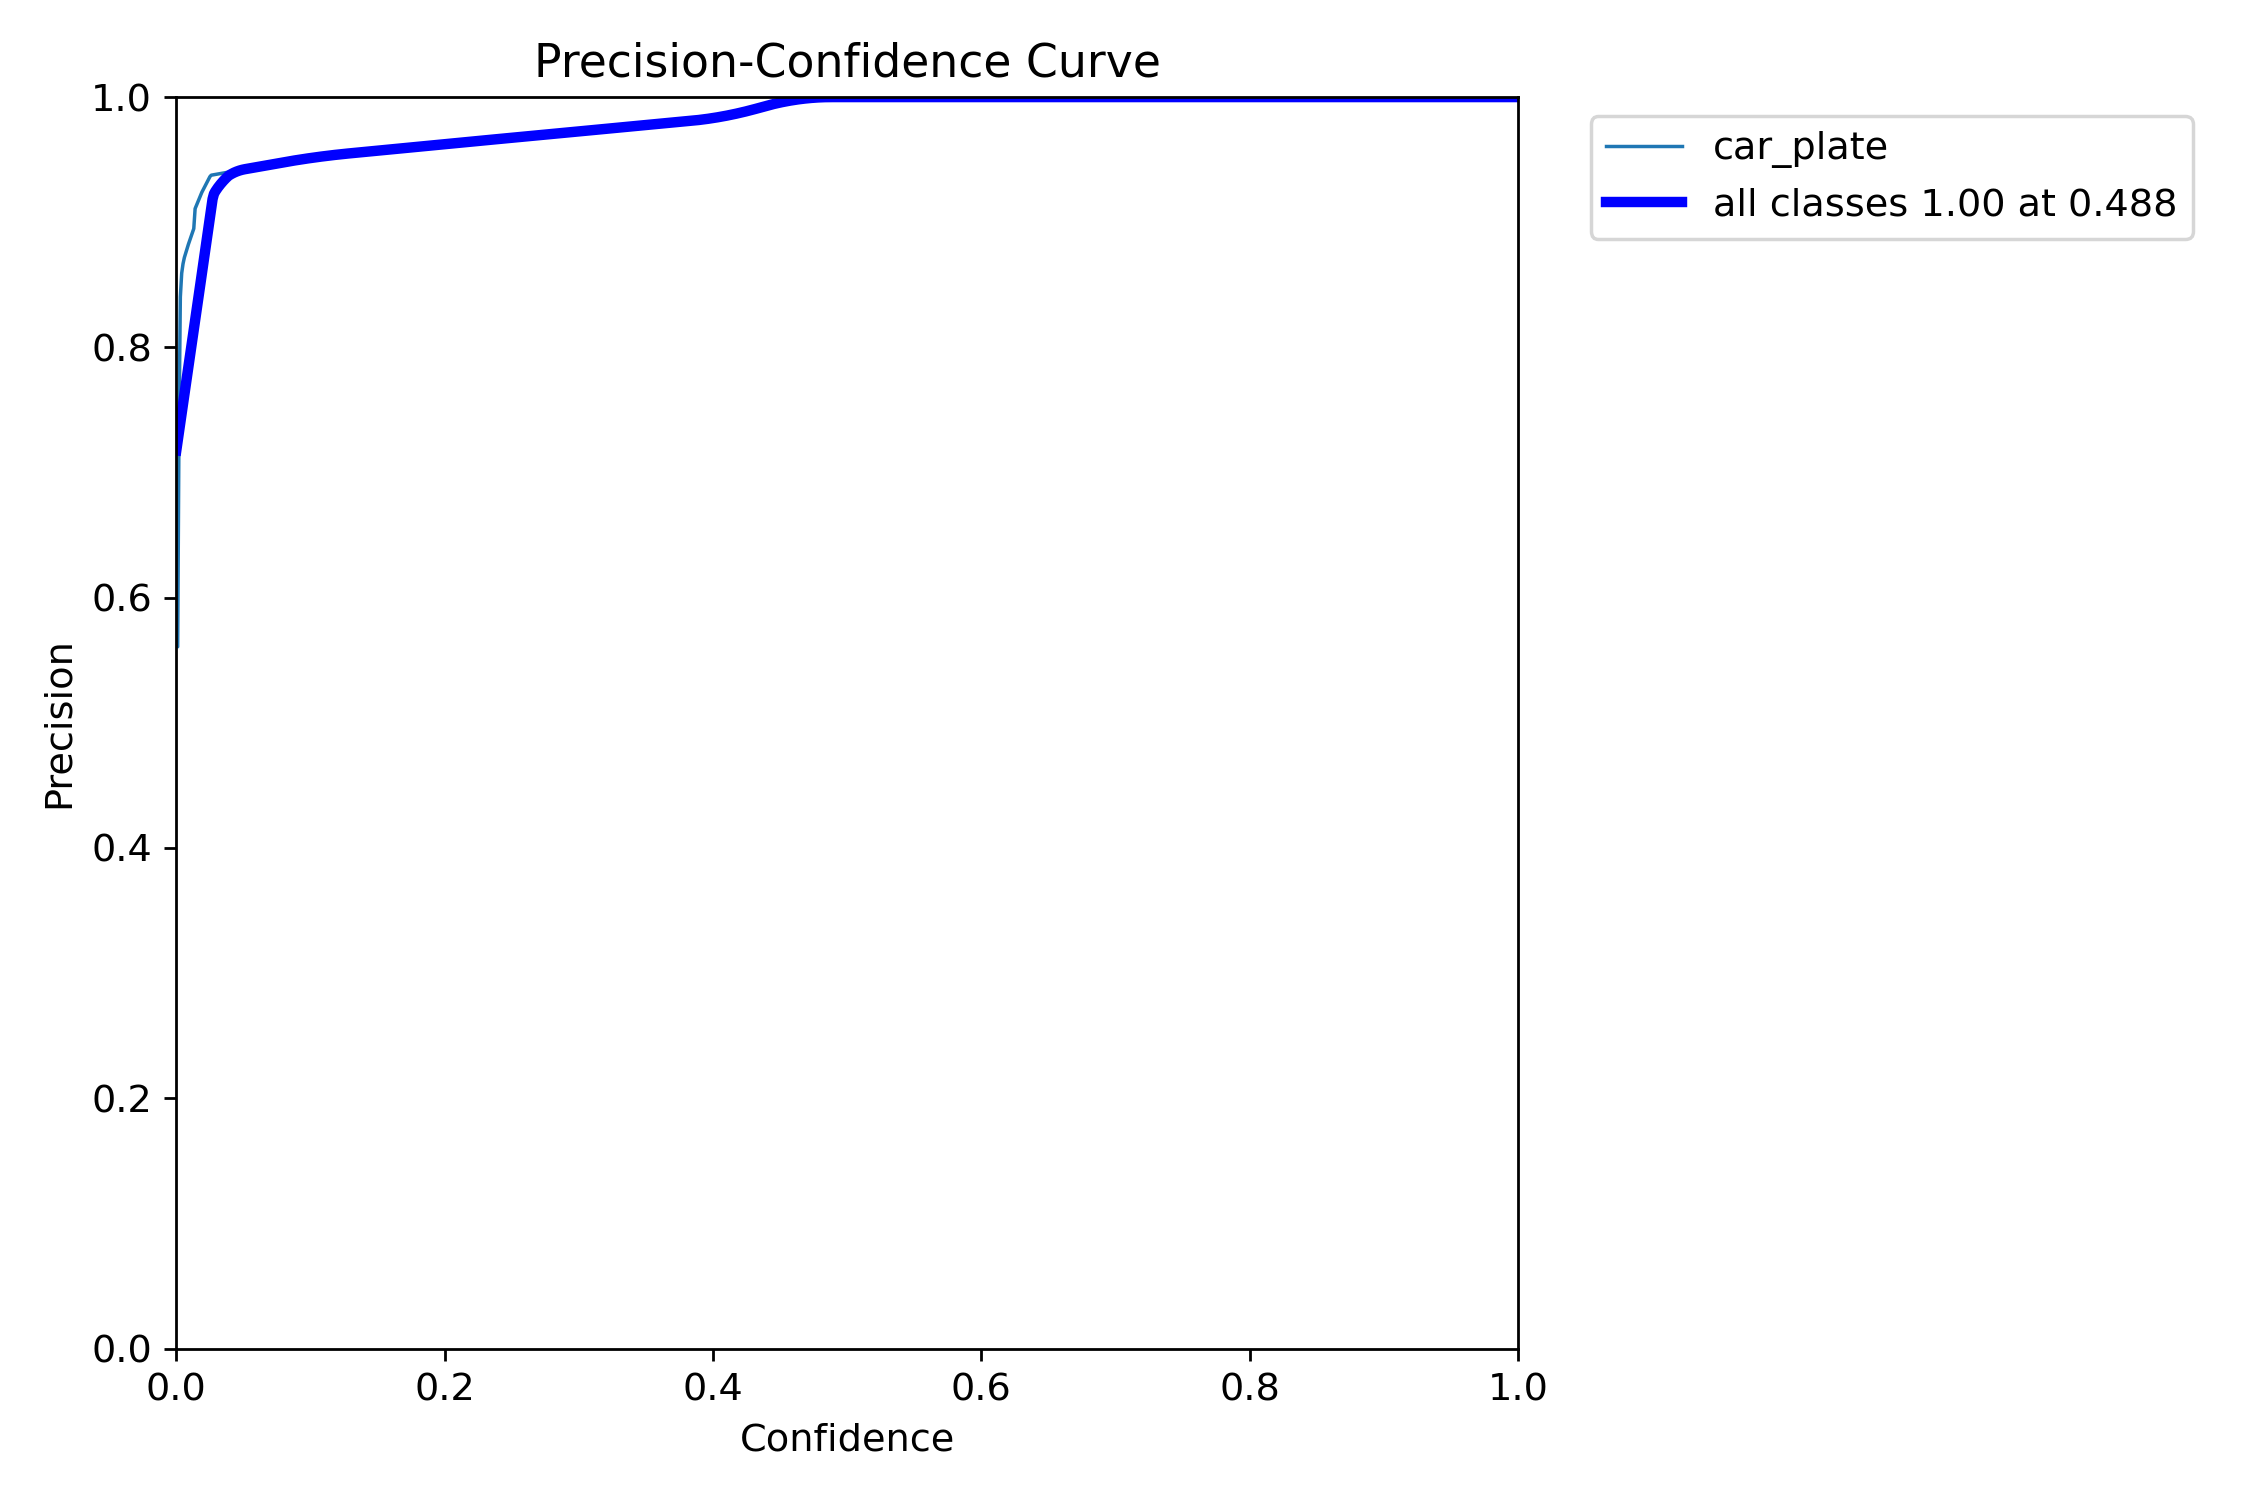 Precision-Confidence Curve
1.0
0.8
0.6
0.4
0.2
0.0
Precision
0.0 0.2 0.4 0.6 0.8 1.0
Confidence
car_plate
all classes 1.00 at 0.488